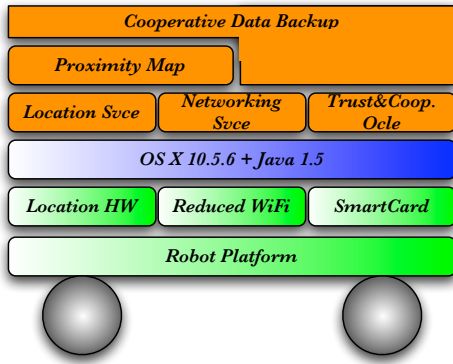 Cooperative Data Backup
Proximity Map
Location Svce
Networking
Svce
Trust&Coop.
Ocle
OS X 10.5.6 + Java 1.5
Location HW
Reduced WiFi
SmartCard
Robot Platform